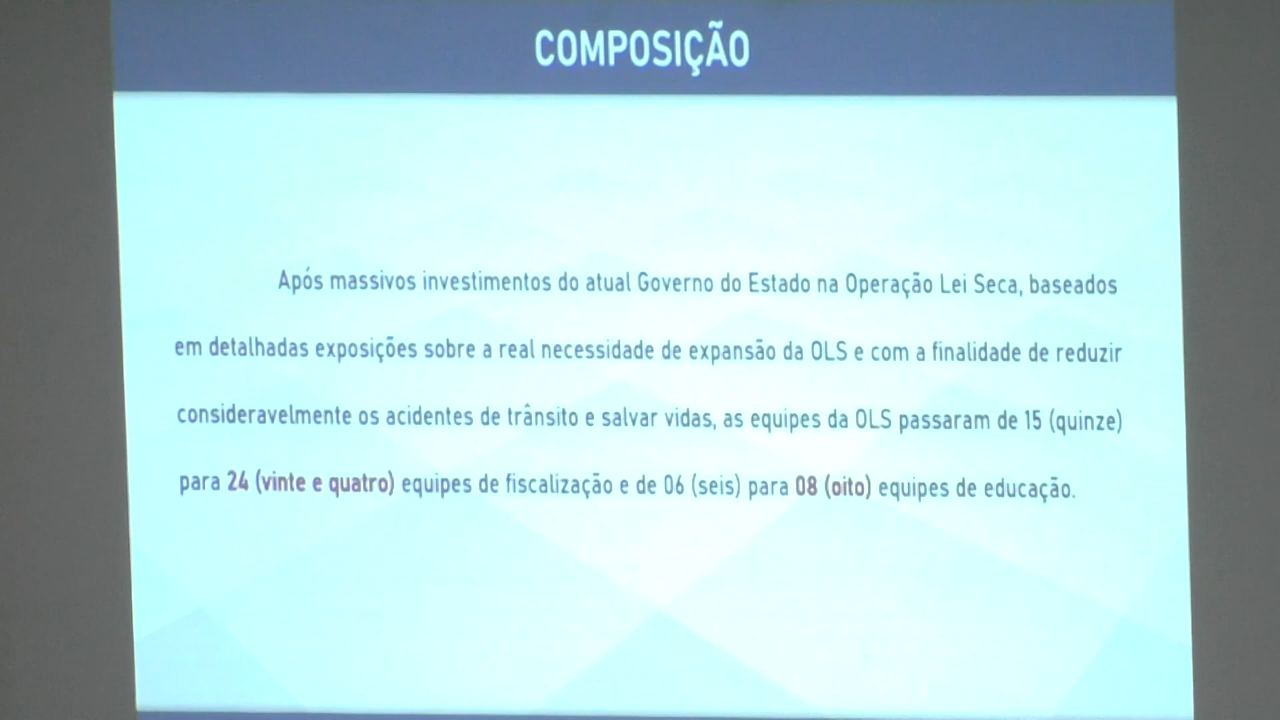 COMPOSIÇÃO
Após massivos investimentos do atual Governo do Estado na Operação Lei Seca, baseados
em detalhadas exposições sobre a real necessidade de expansão da OLS e com a finalidade de reduzir
consideravelmente os acidentes de trânsito e salvar vidas, as equipes da OLS passaram de 15 (quinze)
para 24 (vinte e quatro) equipes de fiscalização e de 06 (seis) para 08 (oito) equipes de educação.